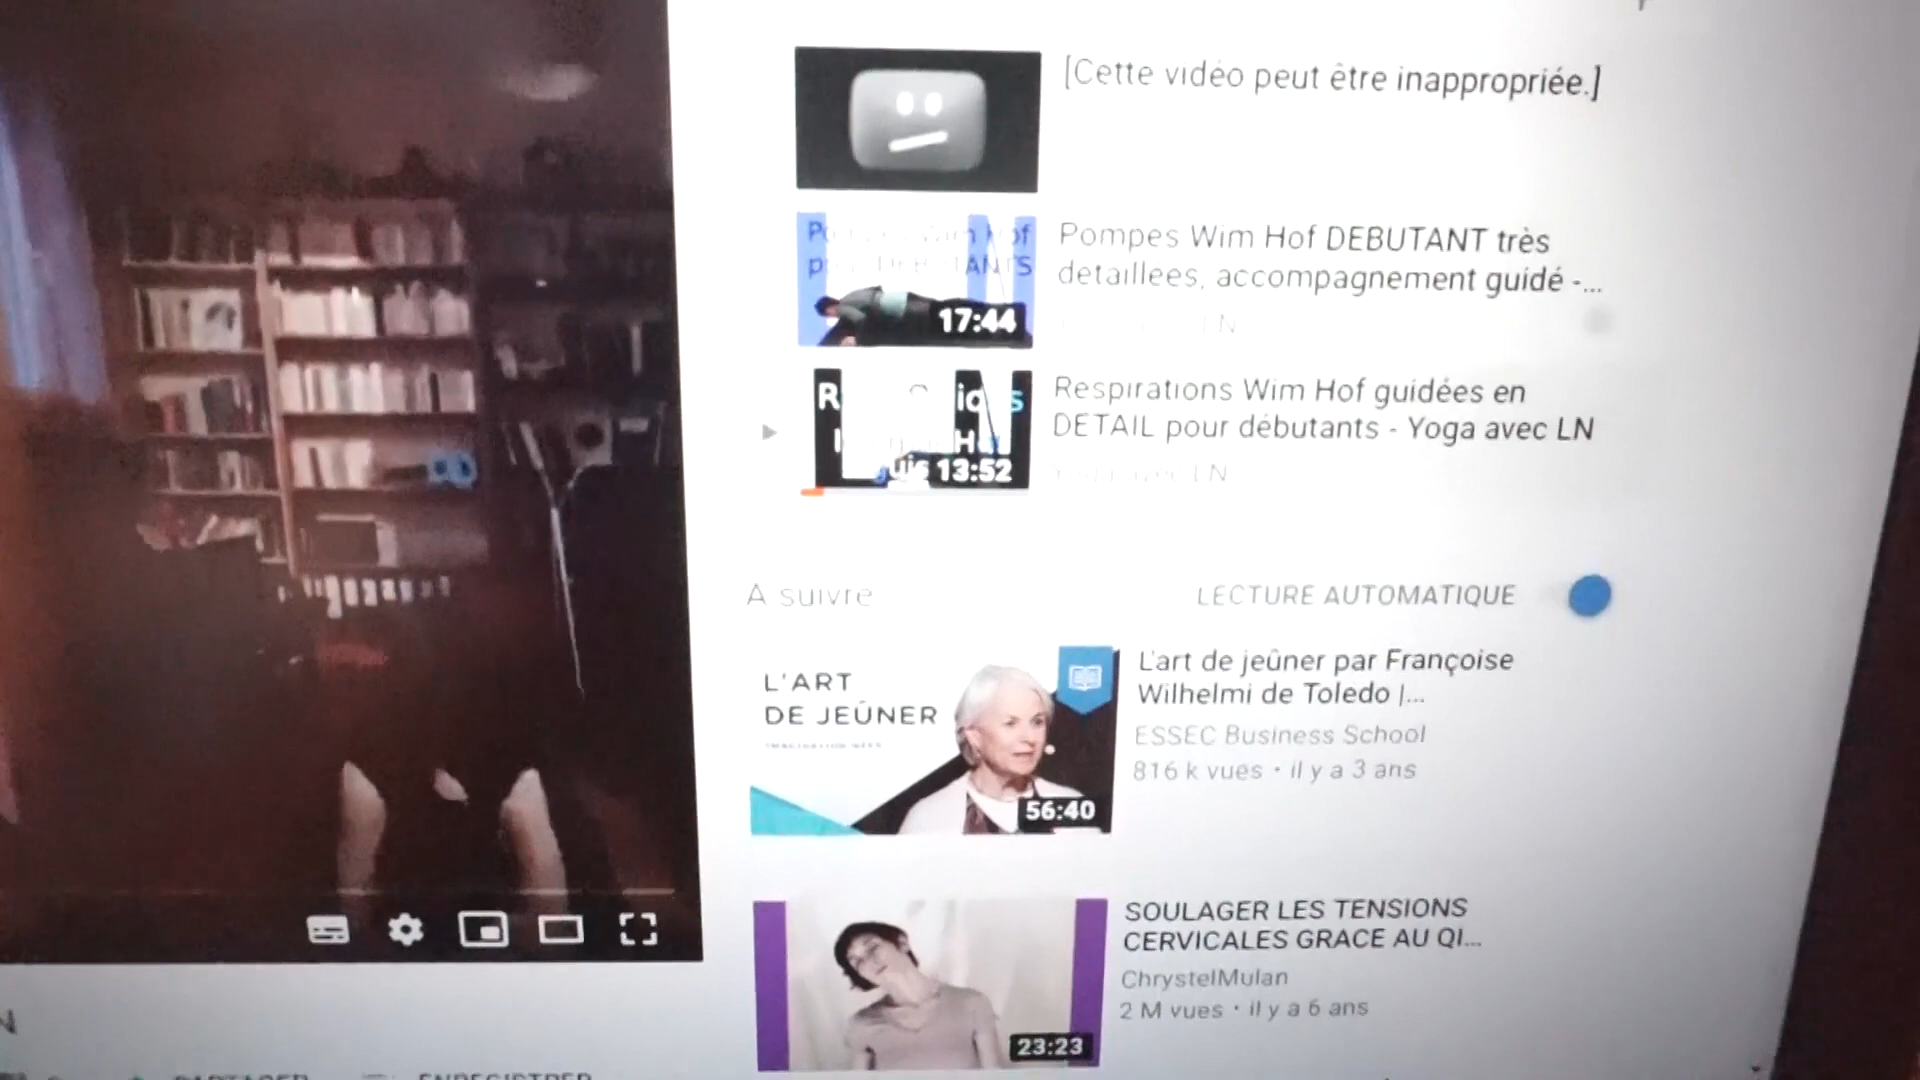 [Cette vidéo peut être inappropriée.]
17:44
Pompes Wim Hof DEBUTANT très
detaillees, accompagnement guidé -...
LN
13:52
Respirations Wim Hof guidées en
DETAIL pour débutants - Yoga avec LN
LN
A suivre
LECTURE AUTOMATIQUE
L'ART
DE JEÛNER
56:40
L'art de jeûner par Françoise
Wilhelmi de Toledo |...
ESSEC Business School
816 k vues • il y a 3 ans
23:23
SOULAGER LES TENSIONS
CERVICALES GRACE AU QI...
ChrystelMulan
2 M vues • il y a 6 ans
N
PARTAGER
ENREGISTRER